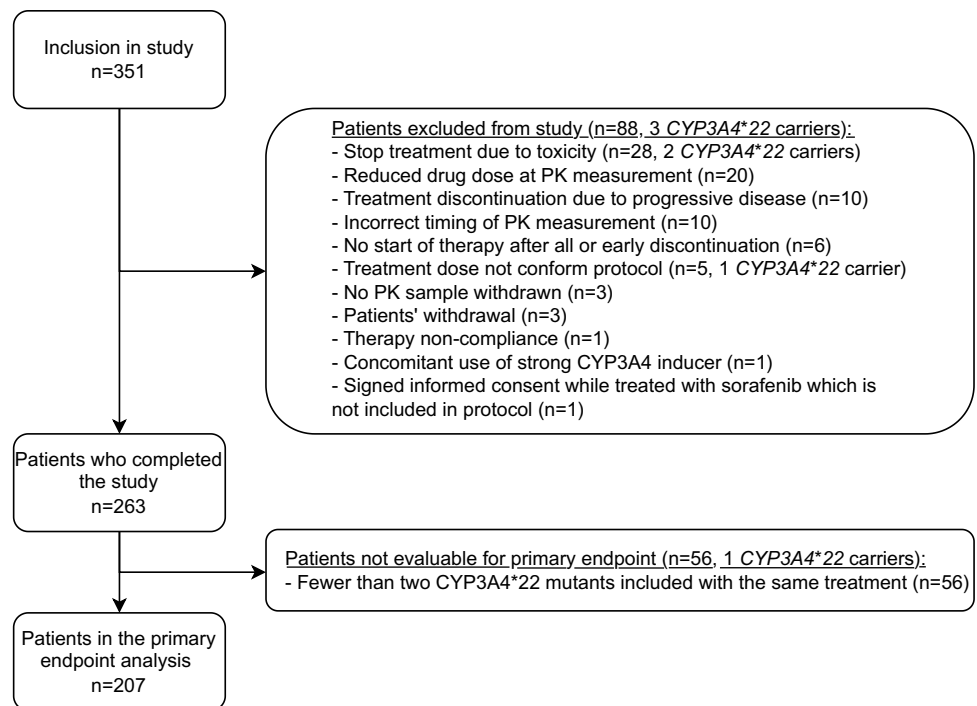 Inclusion in study
n=351
Patients excluded from study (n=88, 3 CYP3A4*22 carriers):
- Stop treatment due to toxicity (n=28, 2 CYP3A4*22 carriers)
- Reduced drug dose at PK measurement (n=20)
- Treatment discontinuation due to progressive disease (n=10)
- Incorrect timing of PK measurement (n=10)
- No start of therapy after all or early discontinuation (n=6)
- Treatment dose not conform protocol (n=5, 1 CYP3A4*22 carrier)
- No PK sample withdrawn (n=3)
- Patients' withdrawal (n=3)
- Therapy non-compliance (n=1)
- Concomitant use of strong CYP3A4 inducer (n=1)
- Signed informed consent while treated with sorafenib which is
not included in protocol (n=1)
Patients who completed
the study
n=263
Patients not evaluable for primary endpoint (n=56, 1 CYP3A4*22 carriers):
- Fewer than two CYP3A4*22 mutants included with the same treatment (n=56)
Patients in the primary
endpoint analysis
n=207